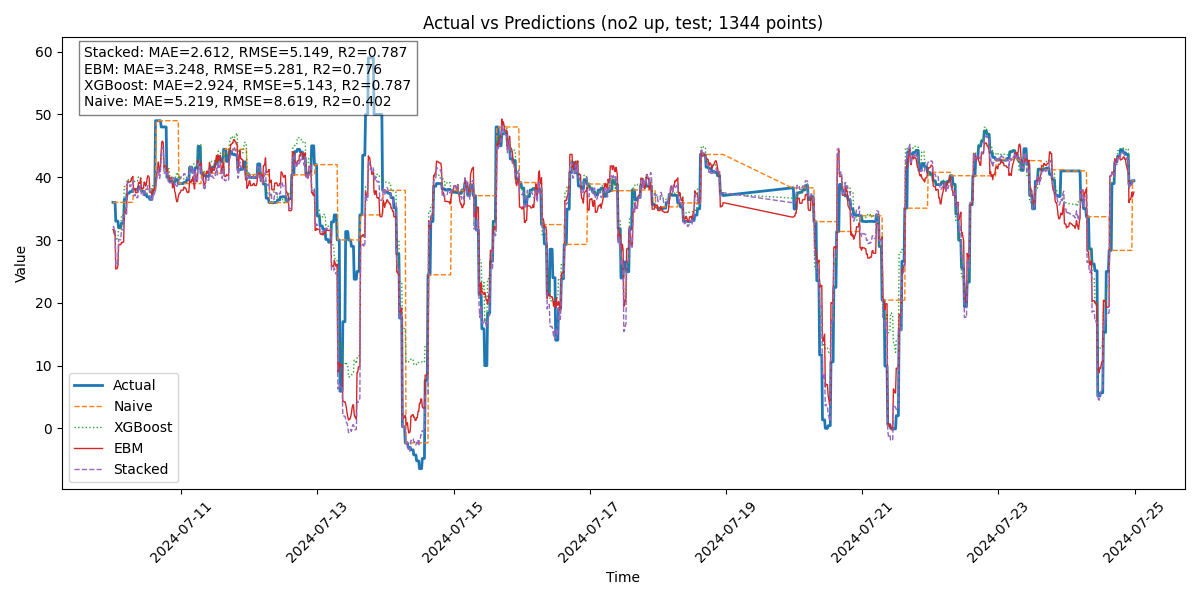 Actual vs Predictions (no2 up, test; 1344 points)
Stacked: MAE=2.612, RMSE=5.149, R2=0.787
EBM: MAE=3.248, RMSE=5.281, R2=0.776
XGBoost: MAE=2.924, RMSE=5.143, R2=0.787
Naive: MAE=5.219, RMSE=8.619, R2=0.402
60
50
40
30
20
10
0
Value
Actual
Naive
XGBoost
EBM
Stacked
2024-07-11
2024-07-13
2024-07-15
2024-07-17
2024-07-19
2024-07-21
2024-07-23
2024-07-25
Time